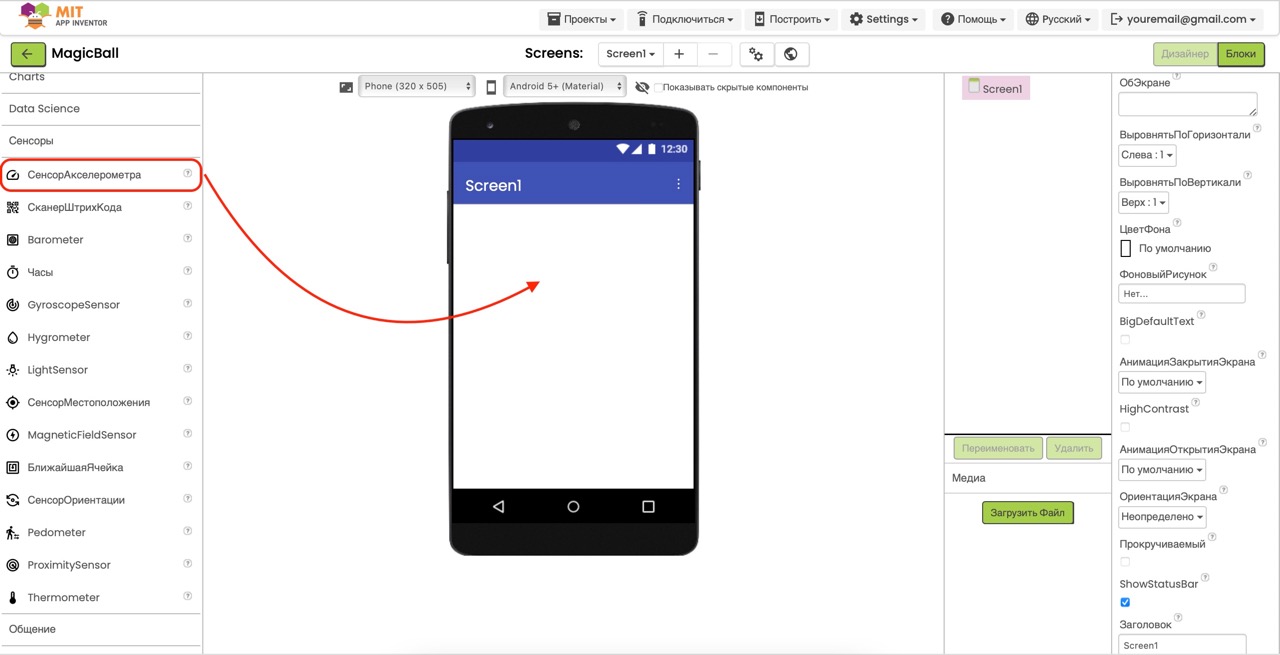 MIT
APP INVENTOR
Проекты
Подключиться
Построить
Settings
Помощь
Русский
youremail@gmail.com
MagicBall
Screens:
Screen1
Дизайнер
Блоки
Charts
Data Science
Сенсоры
СенсорАкселерометра
СканерШтрихКода
Barometer
Часы
GyroscopeSensor
Hygrometer
LightSensor
СенсорМестоположения
MagneticFieldSensor
БлижайшаяЯчейка
СенсорОриентации
Pedometer
ProximitySensor
Thermometer
Общение
Phone (320 x 505)
Android 5+ (Material)
Показывать скрытые компоненты
12:30
Screen1
Screen1
Переименовать
Удалить
Медиа
Загрузить Файл
ОбЭкране
ВыровнятьПоГоризонтали
Слева : 1
ВыровнятьПоВертикали
Верх : 1
ЦветФона
По умолчанию
ФоновыйРисунок
Нет...
BigDefaultText
АнимацияЗакрытияЭкрана
По умолчанию
HighContrast
АнимацияОткрытияЭкрана
По умолчанию
ОриентацияЭкрана
Неопределено
Прокручиваемый
ShowStatusBar
Заголовок
Screen1